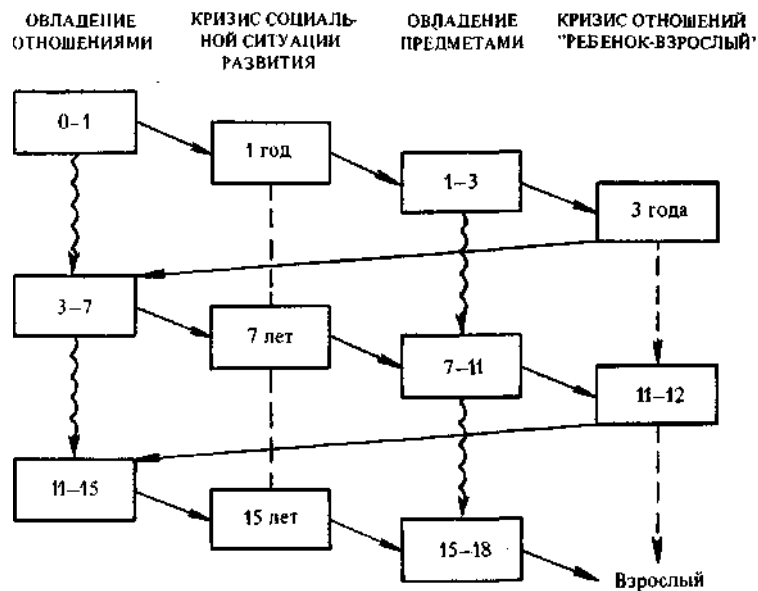 ОВЛАДЕНИЕ
ОТНОШЕНИЯМИ
КРИЗИС СОЦИАЛЬ-
НОЙ СИТУАЦИИ
РАЗВИТИЯ
ОВЛАДЕНИЕ
ПРЕДМЕТАМИ
КРИЗИС ОТНОШЕНИЙ
"РЕБЕНОК-ВЗРОСЛЫЙ"
0–1
1 год
1–3
3 года
3–7
7 лет
7–11
11–12
11–15
15 лет
15–18
Взрослый